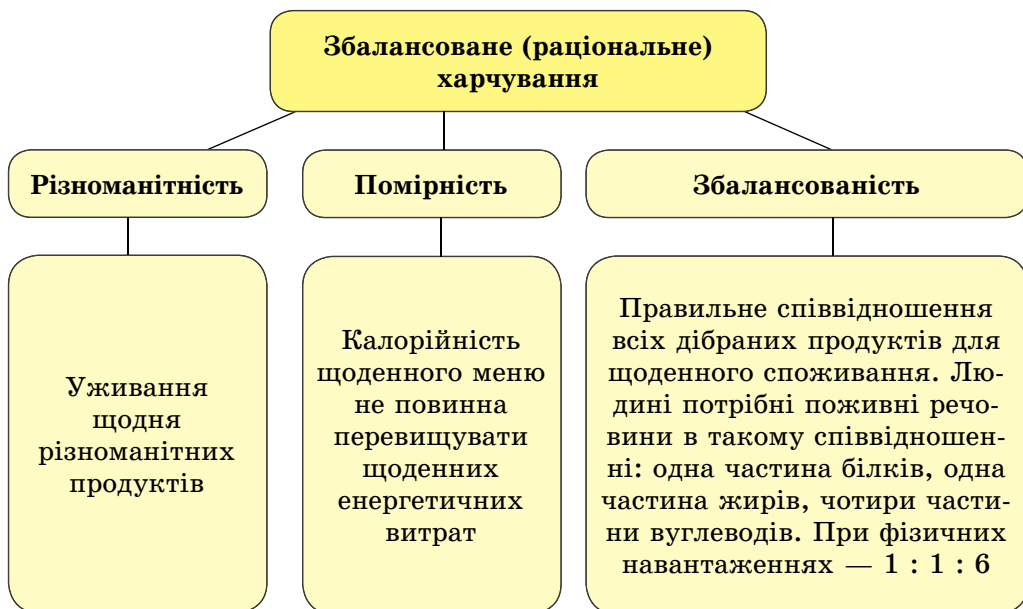 Збалансоване (раціональне)
харчування
Різноманітність
Помірність
Збалансованість
Уживання
щодня
різноманітних
продуктів
Калорійність
щоденного меню
не повинна
перевищувати
щоденних
енергетичних
витрат
Правильне співвідношення
всіх дібраних продуктів для
щоденного споживання. Лю-
дині потрібні поживні речо-
вини в такому співвідношен-
ні: одна частина білків, одна
частина жирів, чотири части-
ни вуглеводів. При фізичних
навантаженнях — 1 : 1 : 6